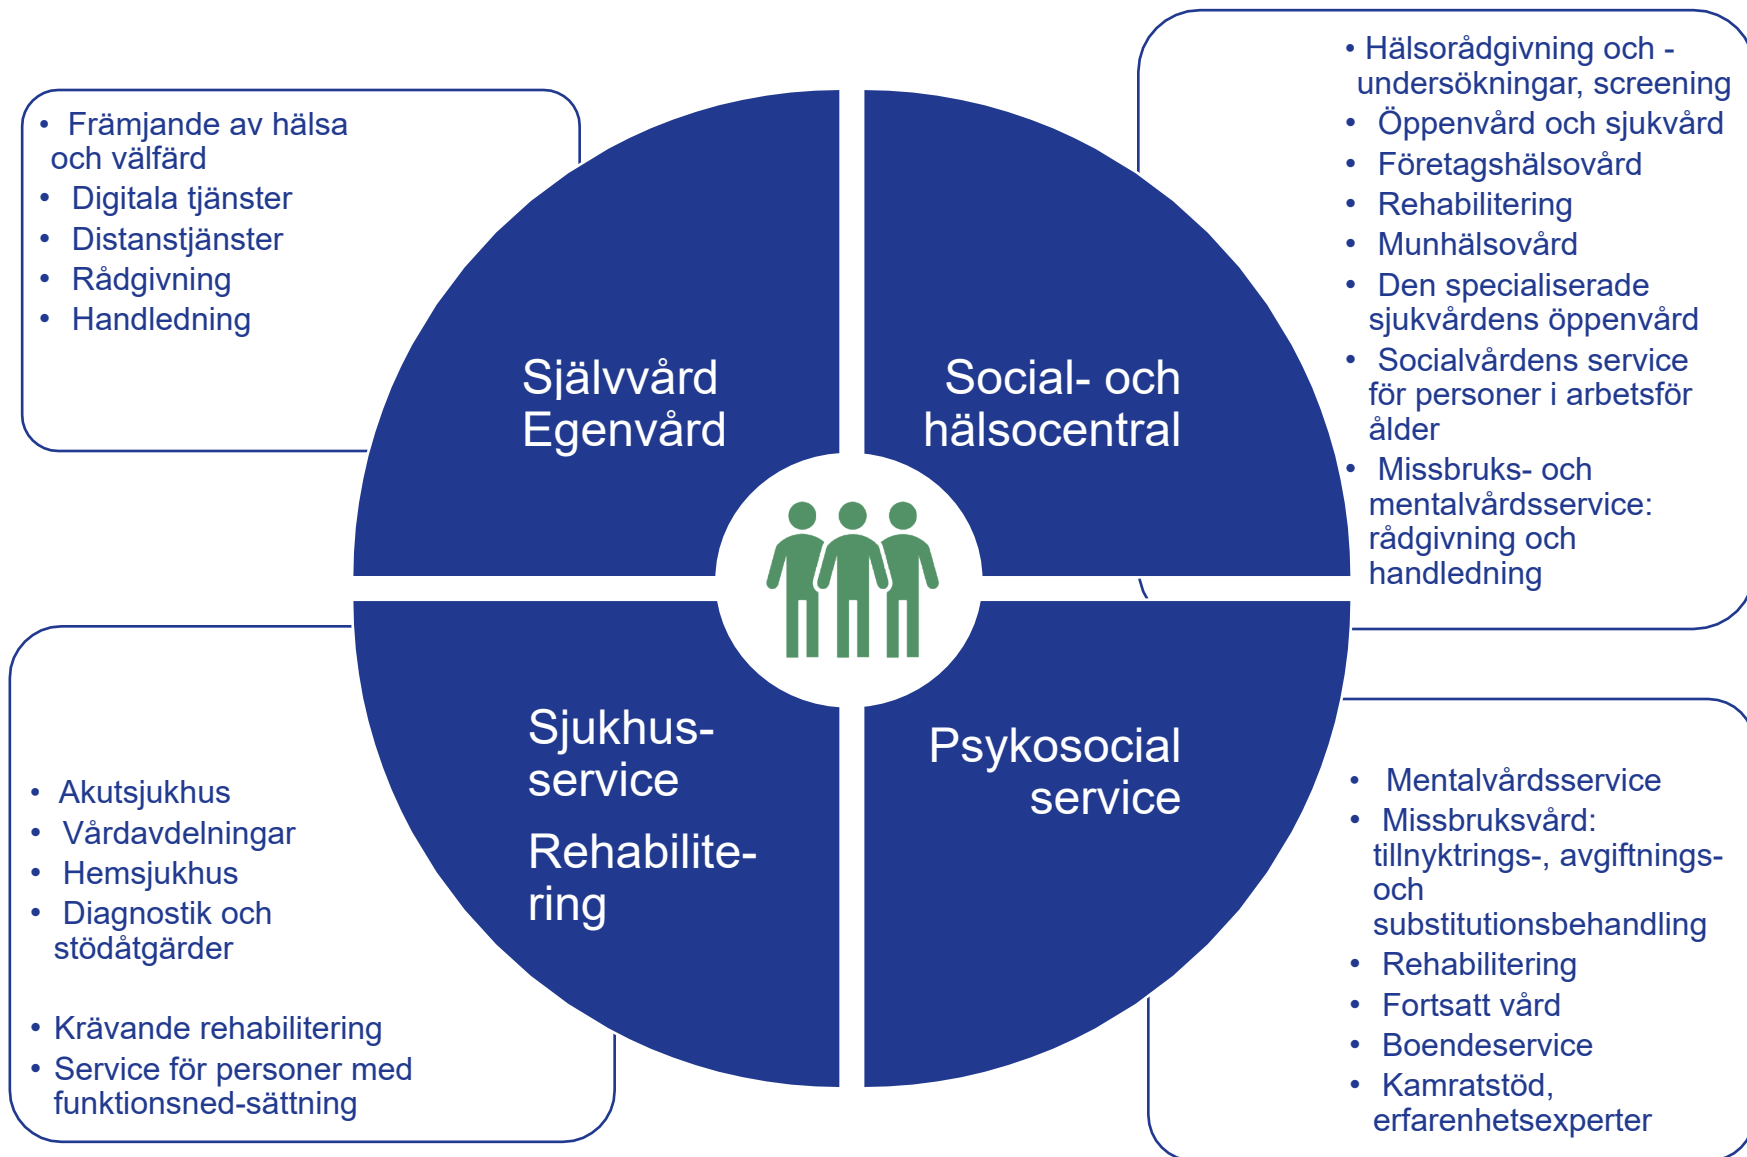 • Främjande av hälsa
och välfärd
• Digitala tjänster
• Distanstjänster
• Rådgivning
• Handledning
Självvård
Egenvård
Social- och
hälsocentral
• Hälsorådgivning och -
undersökningar, screening
• Öppenvård och sjukvård
• Företagshälsovård
• Rehabilitering
• Munhälsovård
• Den specialiserade
sjukvårdens öppenvård
• Socialvårdens service
för personer i arbetsför
ålder
• Missbruks- och
mentalvårdsservice:
rådgivning och
handledning
• Akutsjukhus
• Vårdavdelningar
• Hemsjukhus
• Diagnostik och
stödåtgärder
• Krävande rehabilitering
• Service för personer med
funktionsned-sättning
Sjukhus-
service
Rehabilite-
ring
Psykosocial
service
• Mentalvårdsservice
• Missbruksvård:
tillnyktrings-, avgiftnings-
och
substitutionsbehandling
• Rehabilitering
• Fortsatt vård
• Boendeservice
• Kamratstöd,
erfarenhetsexperter